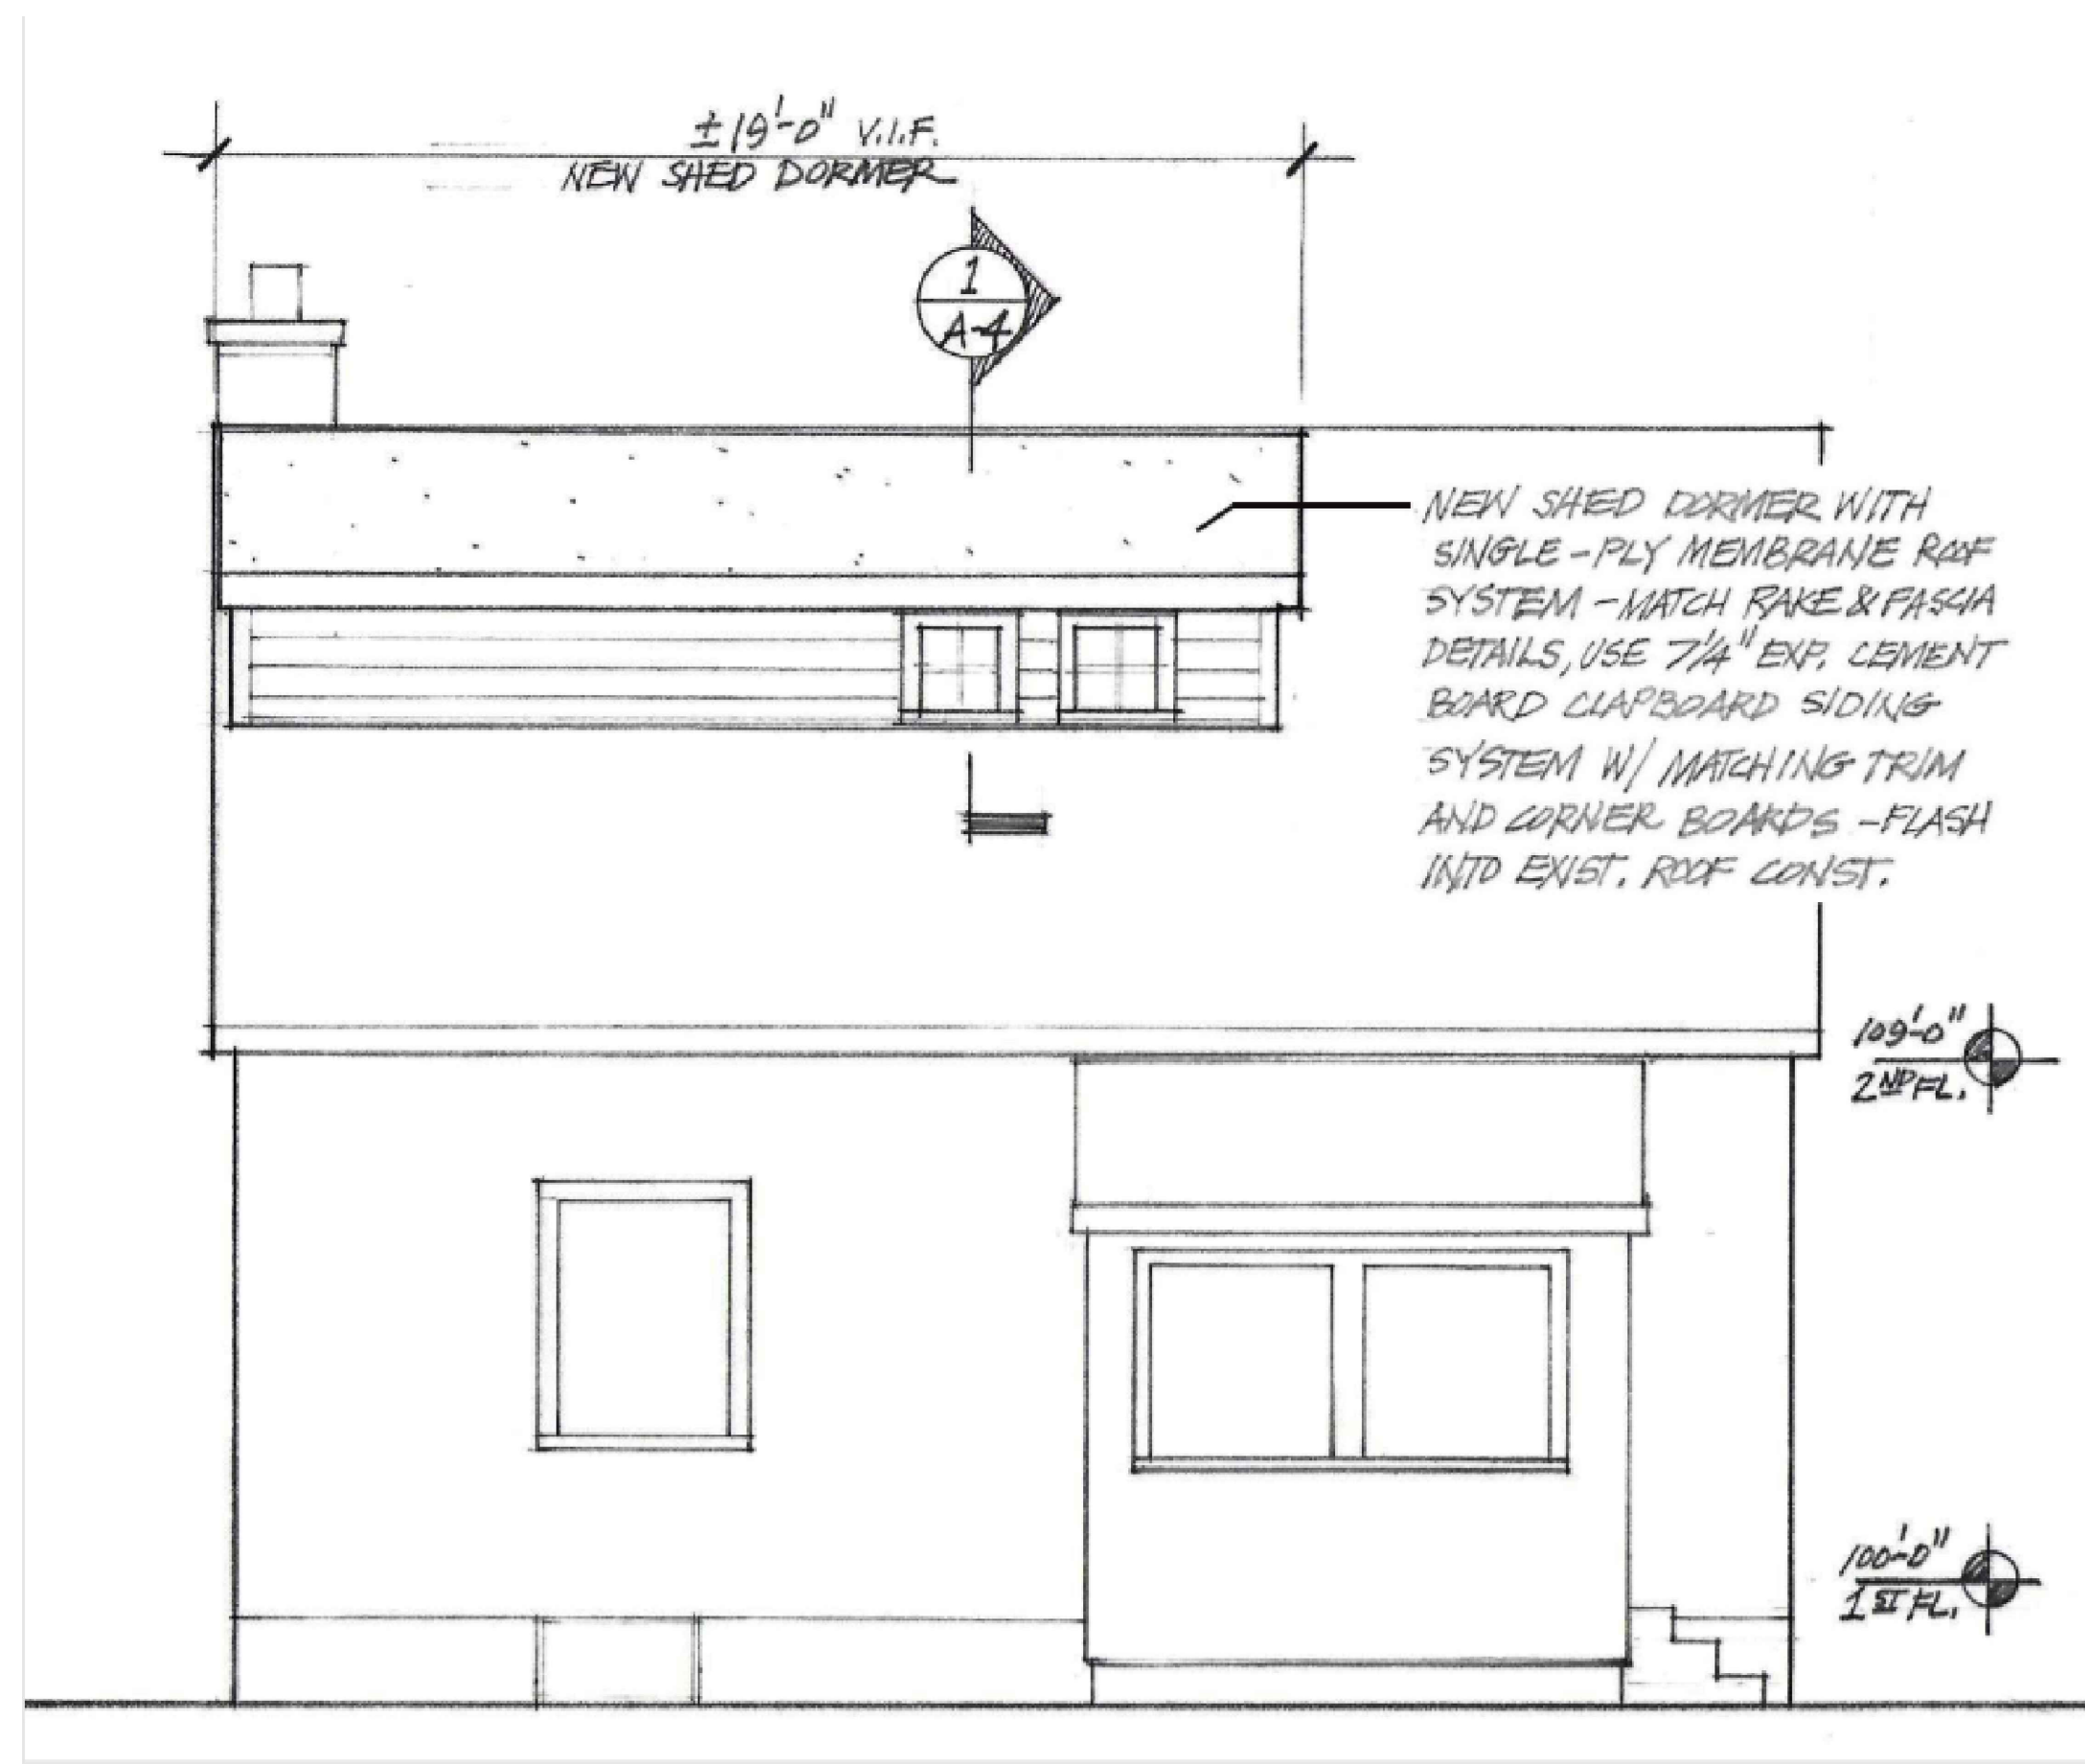 ±19'-0" V.I.F.
NEW SHED DORMER
1
A-4
NEW SHED DORMER WITH
SINGLE-PLY MEMBRANE ROOF
SYSTEM - MATCH RAKE & FASCIA
DETAILS, USE 7 1/4" EXP. CEMENT
BOARD CLAPBOARD SIDING
SYSTEM W/ MATCHING TRIM
AND CORNER BOARDS - FLASH
INTO EXIST. ROOF CONST.
109'-0"
2ND FL.
100'-0"
1ST FL.